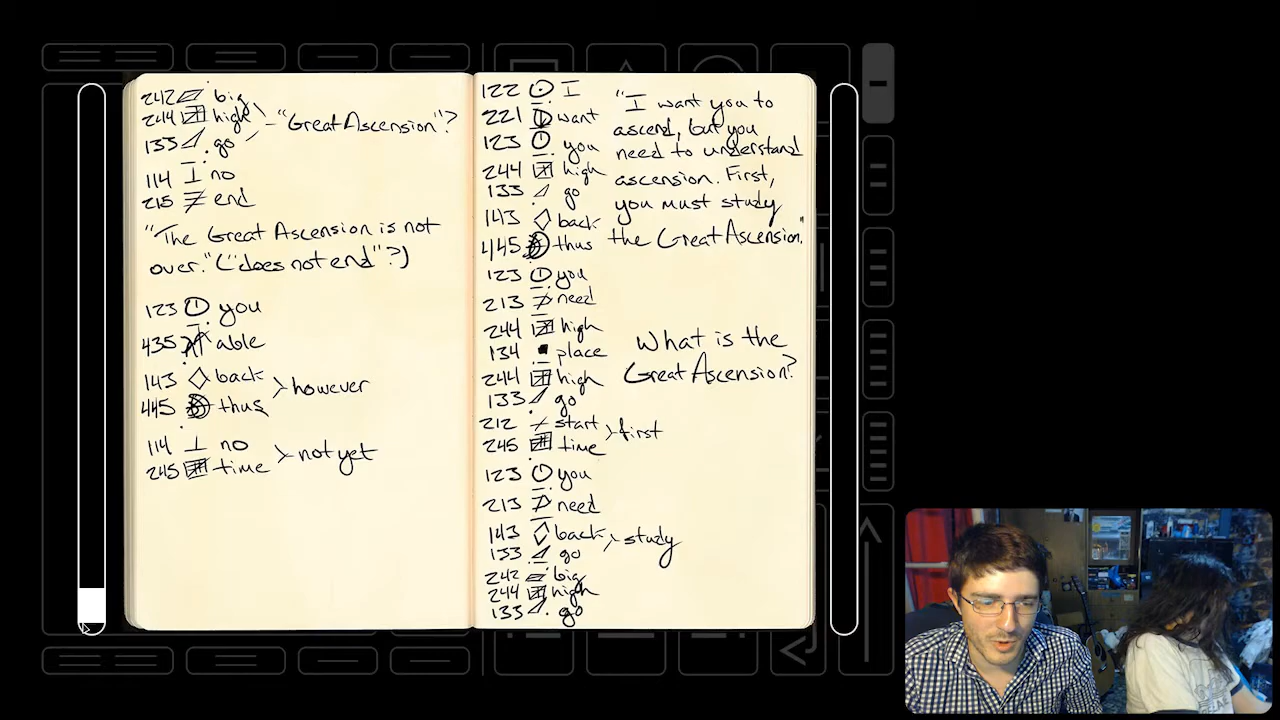 242 big
244 high
133 go
"Great Ascension"?
114 no
215 end
"The Great Ascension is not
over." ("does not end"?)
123 you
435 able
143 back
445 thus
however
114 no
245 time
not yet
122 I
221 want
123 you
244 high
133 go
143 back
445 thus
123 you
213 need
244 high
134 place
244 high
133 go
212 start
245 time
first
123 you
213 need
143 back
133 go
study
242 big
244 high
133 go
"I want you to
ascend, but you
need to understand
ascension. First,
you must study
the Great Ascension.
What is the
Great Ascension?